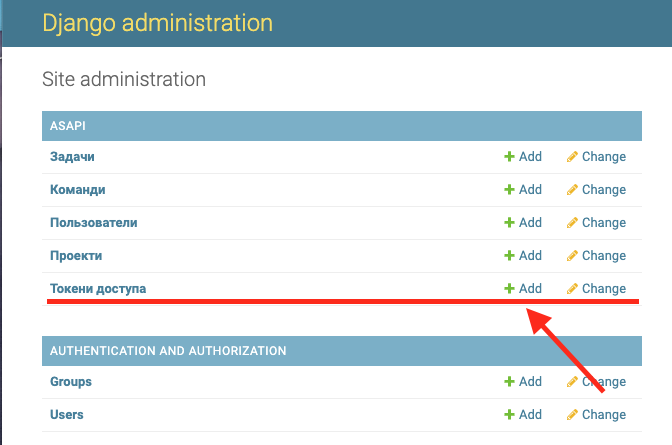 Django administration
Site administration
ASAPI
Задачи Add Change
Команди Add Change
Пользователи Add Change
Проекти Add Change
Токени доступа Add Change
AUTHENTICATION AND AUTHORIZATION
Groups Add Change
Users Add Change